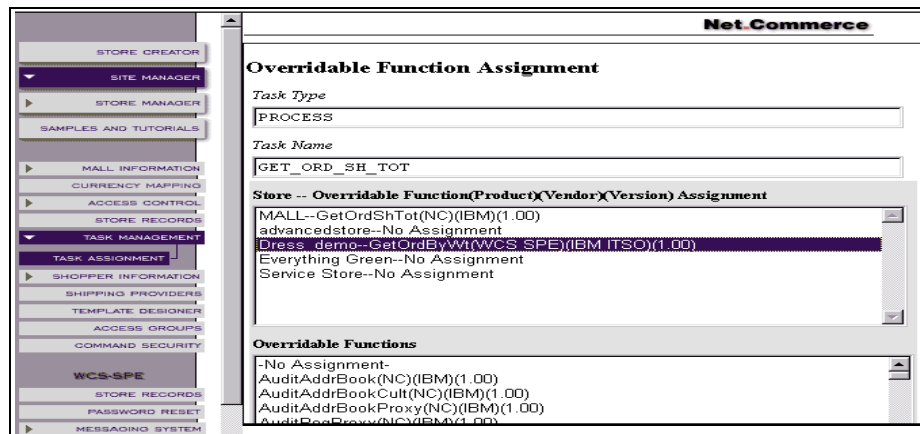 Net.Commerce
STORE CREATOR
SITE MANAGER
STORE MANAGER
SAMPLES AND TUTORIALS
MALL INFORMATION
CURRENCY MAPPING
ACCESS CONTROL
STORE RECORDS
TASK MANAGEMENT
TASK ASSIGNMENT
SHOPPER INFORMATION
SHIPPING PROVIDERS
TEMPLATE DESIGNER
ACCESS GROUPS
COMMAND SECURITY
WCS-SPE
STORE RECORDS
PASSWORD RESET
MESSAGING SYSTEM
Overridable Function Assignment
Task Type
PROCESS
Task Name
GET_ORD_SH_TOT
Store -- Overridable Function(Product)(Vendor)(Version) Assignment
MALL--GetOrdShTot(NC)(IBM)(1.00)
advancedstore--No Assignment
Dress_demo--GetOrdByWt(WCS SPE)(IBM ITSO)(1.00)
Everything Green--No Assignment
Service Store--No Assignment
Overridable Functions
-No Assignment-
AuditAddrBook(NC)(IBM)(1.00)
AuditAddrBookCult(NC)(IBM)(1.00)
AuditAddrBookProxy(NC)(IBM)(1.00)
AuditRegProxy(NC)(IBM)(1.00)